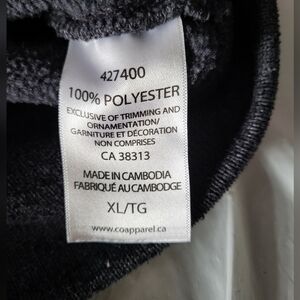 427400
100% POLYESTER
EXCLUSIVE OF TRIMMING AND
ORNAMENTATION/
GARNITURE ET DÉCORATION
NON COMPRISES
CA 38313
MADE IN CAMBODIA
FABRIQUÉ AU CAMBODGE
XL/TG
www.coapparel.ca